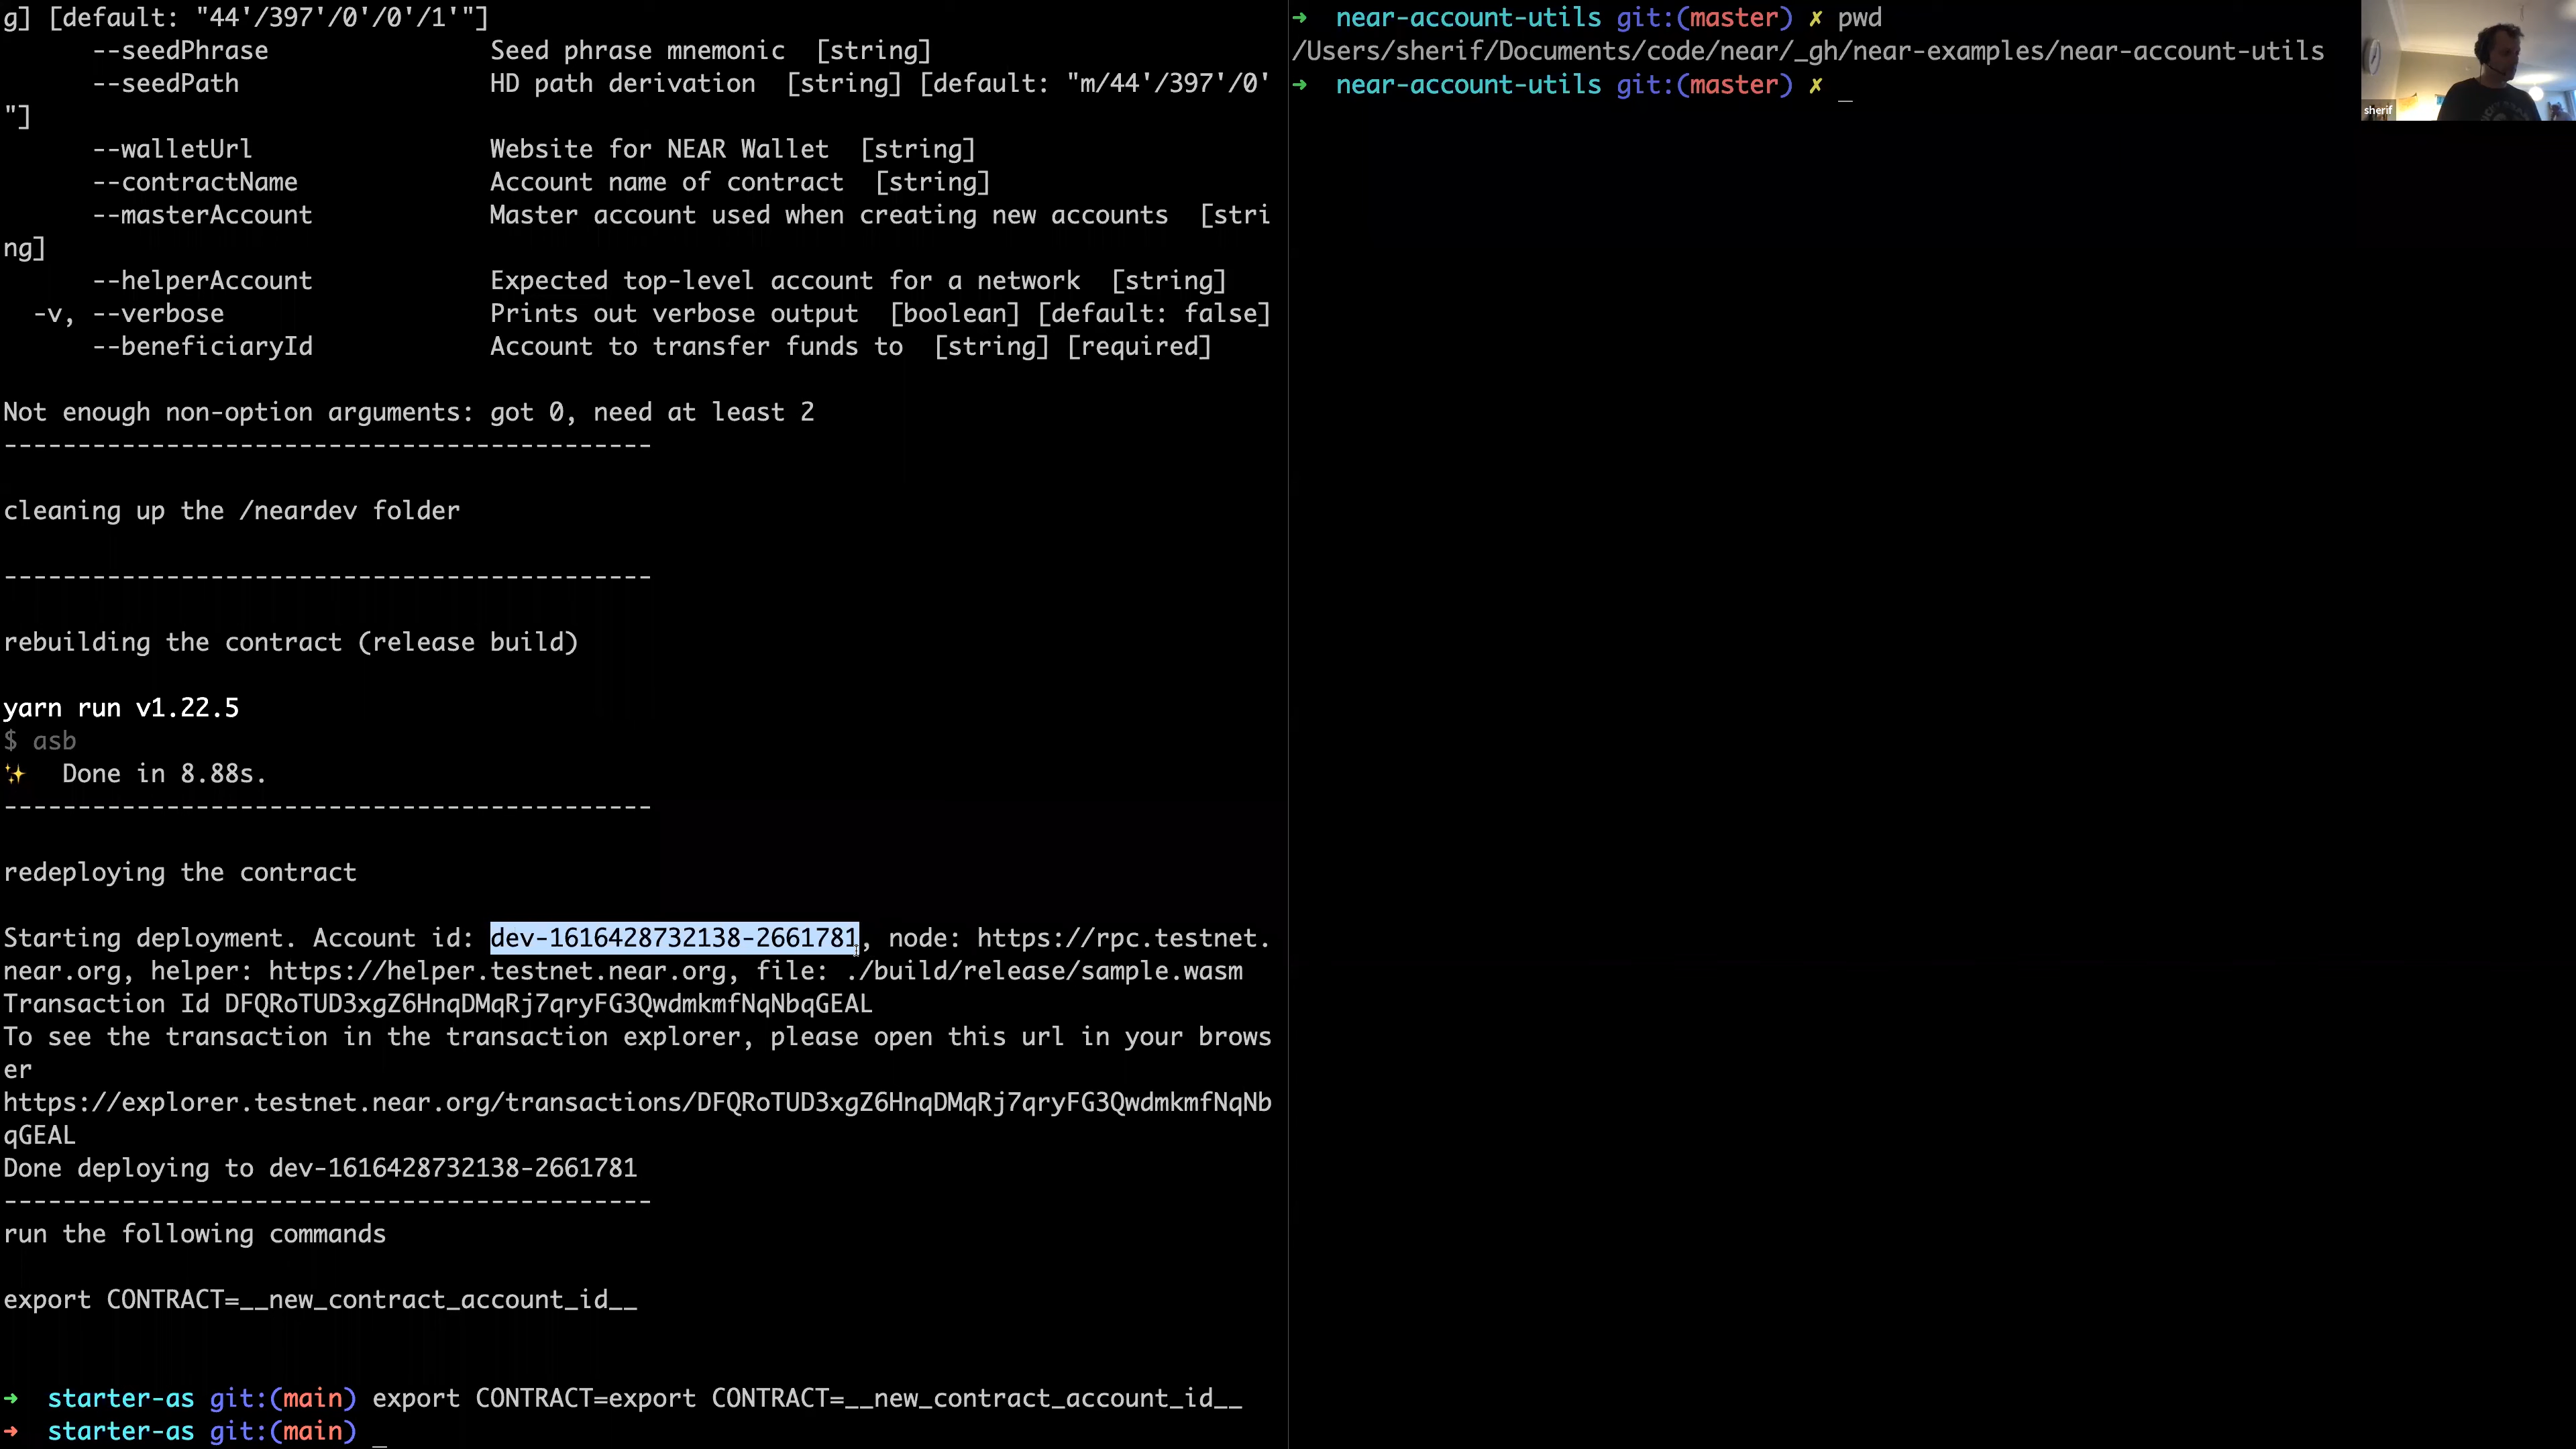 g] [default: "44'/397'/0'/0'/1'"]
--seedPhrase Seed phrase mnemonic [string]
--seedPath HD path derivation [string] [default: "m/44'/397'/0'
"]
--walletUrl Website for NEAR Wallet [string]
--contractName Account name of contract [string]
--masterAccount Master account used when creating new accounts [stri
ng]
--helperAccount Expected top-level account for a network [string]
-v, --verbose Prints out verbose output [boolean] [default: false]
--beneficiaryId Account to transfer funds to [string] [required]
Not enough non-option arguments: got 0, need at least 2
--------------------------------------------
cleaning up the /neardev folder
--------------------------------------------
rebuilding the contract (release build)
yarn run v1.22.5
$ asb
✨ Done in 8.88s.
--------------------------------------------
redeploying the contract
Starting deployment. Account id: dev-1616428732138-2661781, node: https://rpc.testnet.
near.org, helper: https://helper.testnet.near.org, file: ./build/release/sample.wasm
Transaction Id DFQRoTUD3xgZ6HnqDMqRj7qryFG3QwdmkmfNqNbqGEAL
To see the transaction in the transaction explorer, please open this url in your brows
er
https://explorer.testnet.near.org/transactions/DFQRoTUD3xgZ6HnqDMqRj7qryFG3QwdmkmfNqNb
qGEAL
Done deploying to dev-1616428732138-2661781
--------------------------------------------
run the following commands
export CONTRACT=__new_contract_account_id__
➜ starter-as git:(main) export CONTRACT=export CONTRACT=__new_contract_account_id__
➜ starter-as git:(main) _
➜ near-account-utils git:(master) ✗ pwd
/Users/sherif/Documents/code/near/_gh/near-examples/near-account-utils
➜ near-account-utils git:(master) ✗ _
sherif